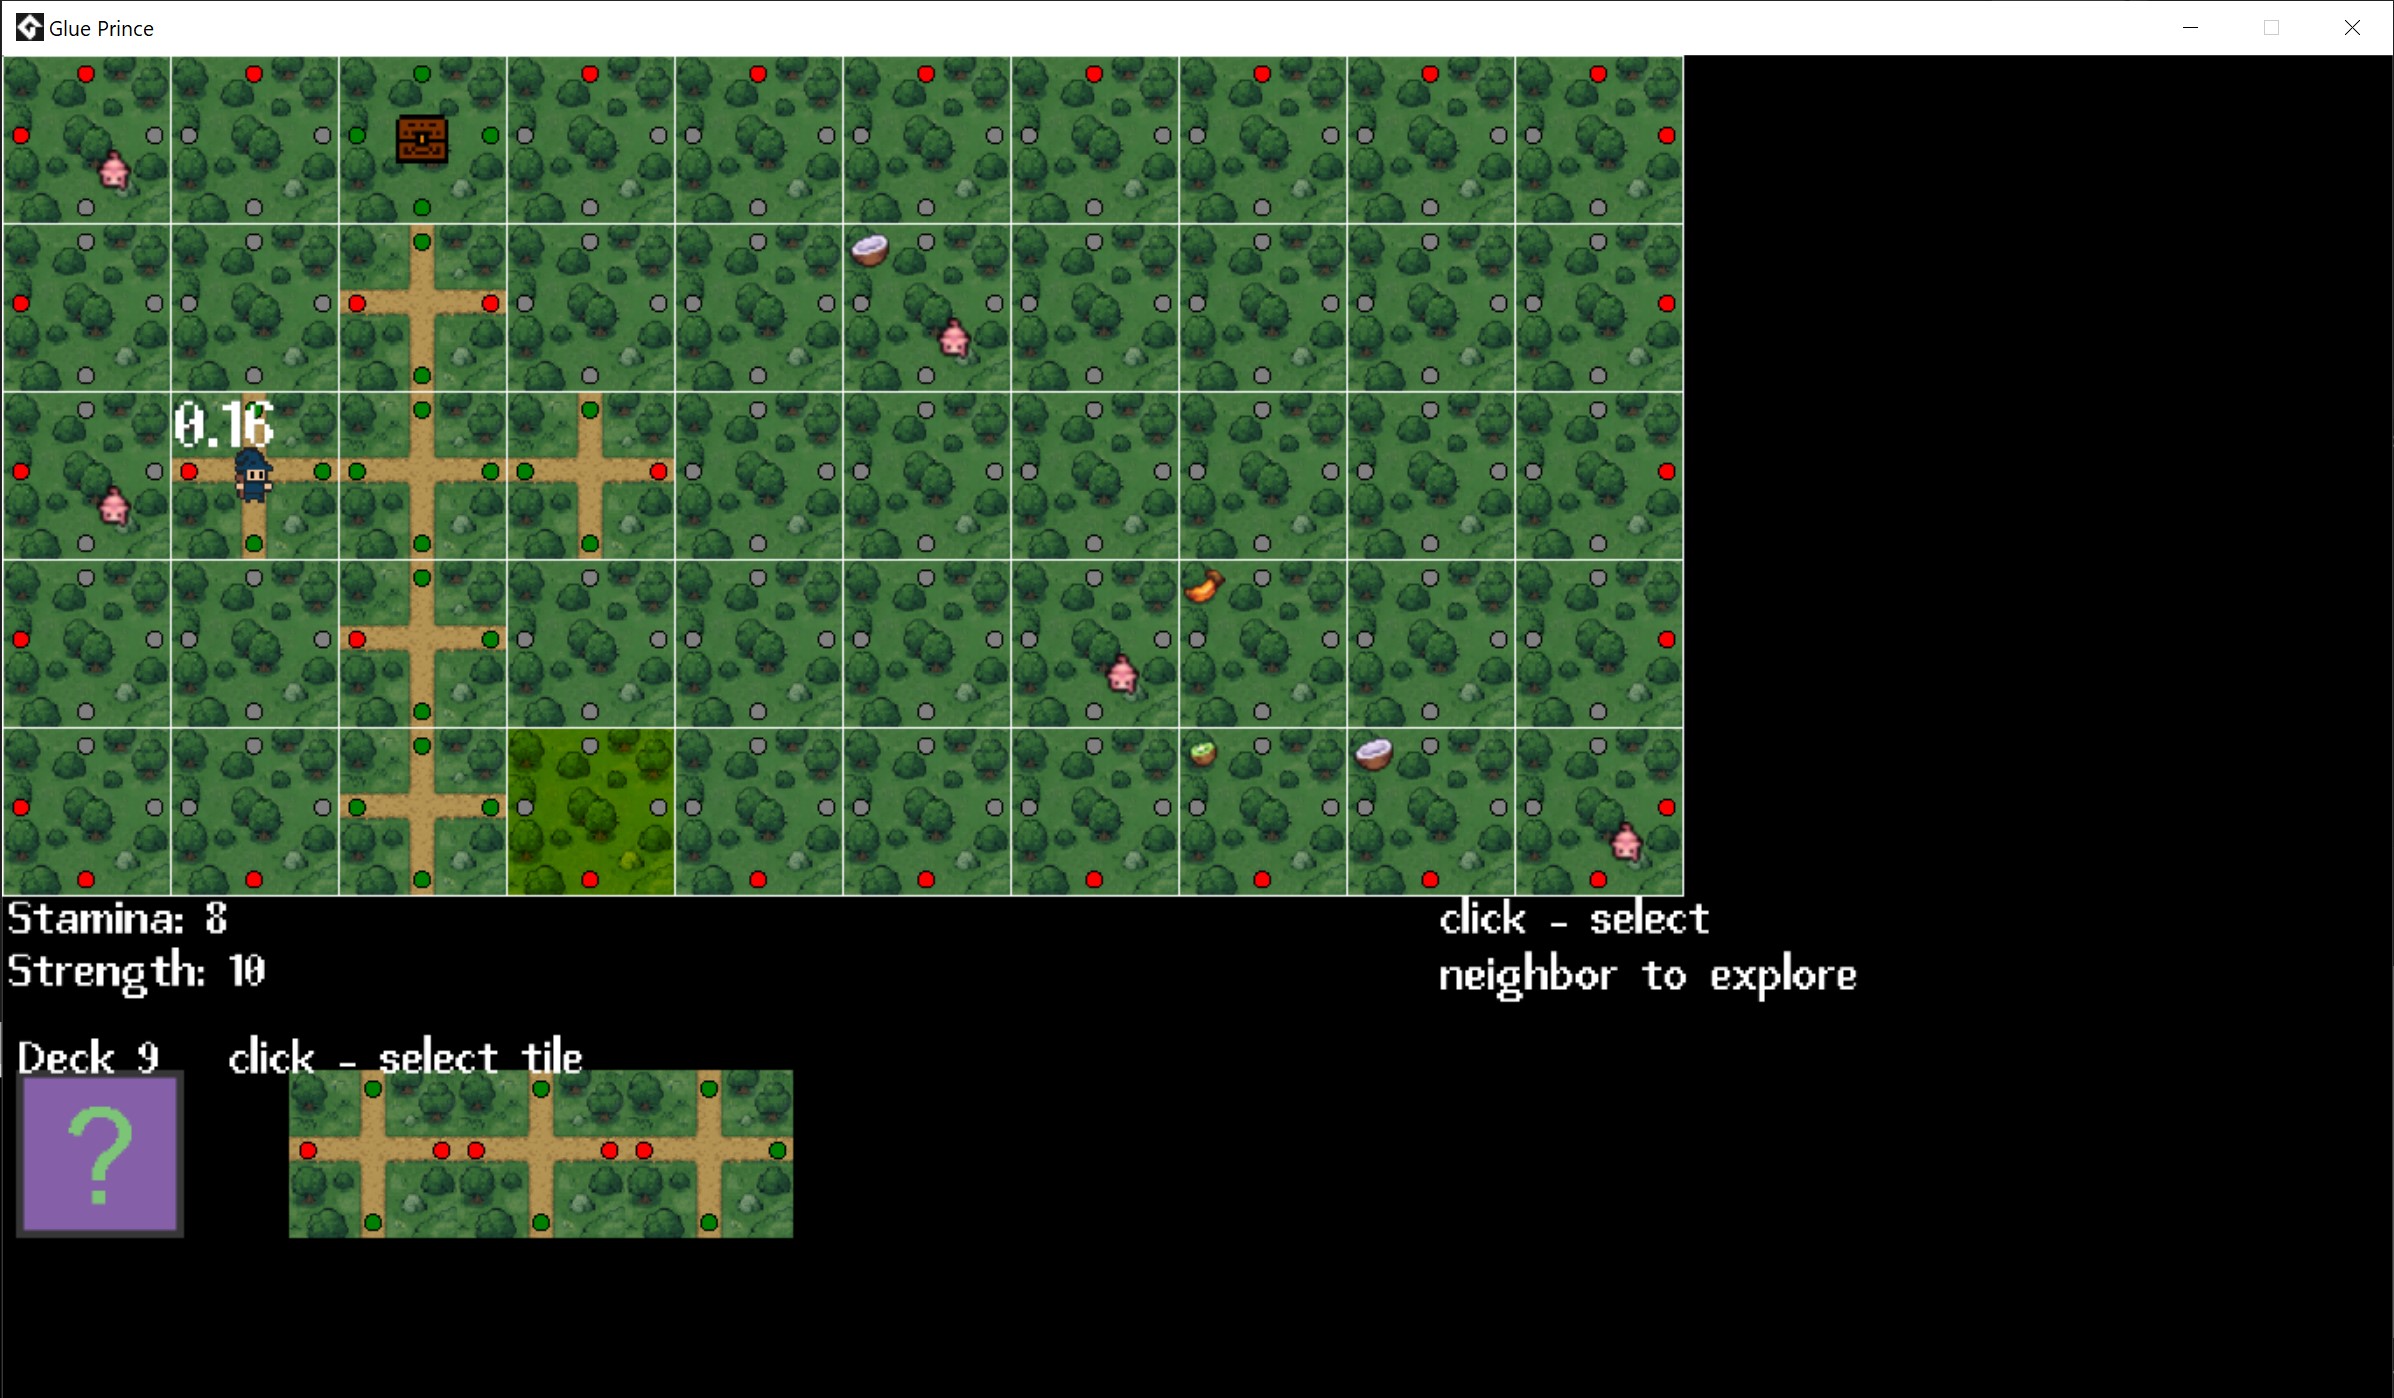 Glue Prince
0.16
Stamina: 8
Strength: 10
click - select
neighbor to explore
Deck 9
click - select tile
?